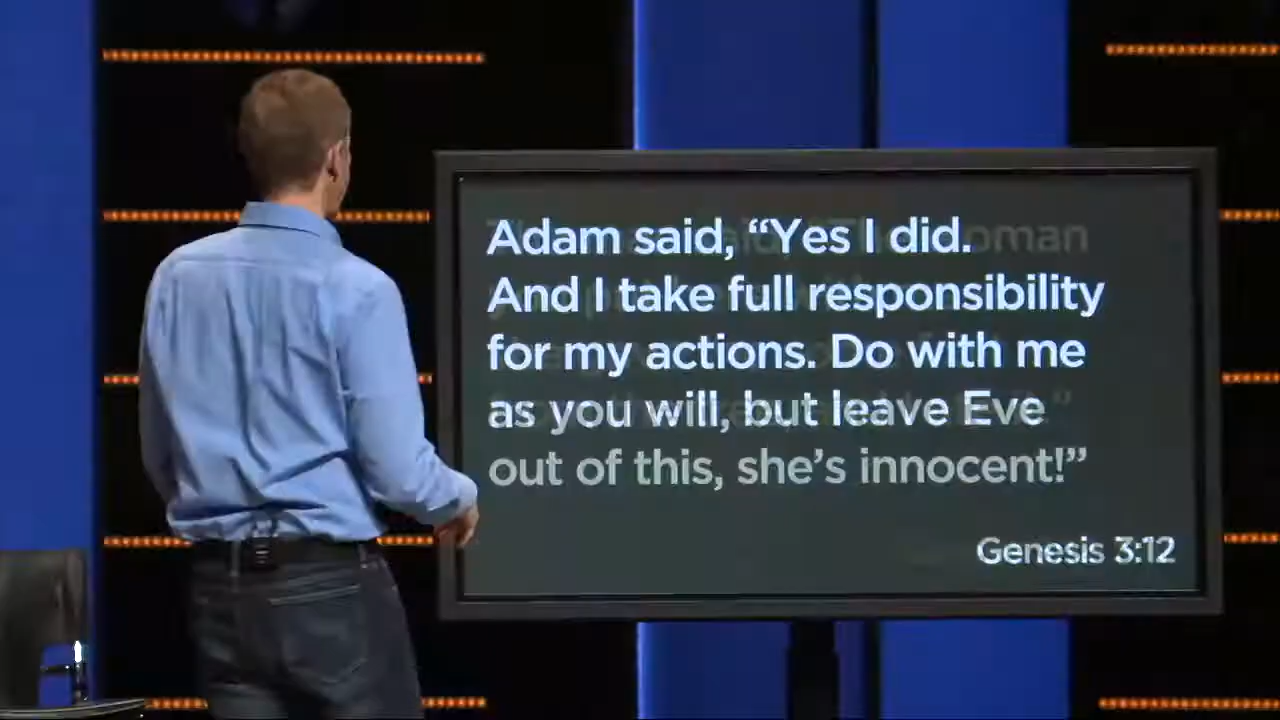 Adam said, “Yes I did.
And I take full responsibility
for my actions. Do with me
as you will, but leave Eve
out of this, she’s innocent!”
Genesis 3:12